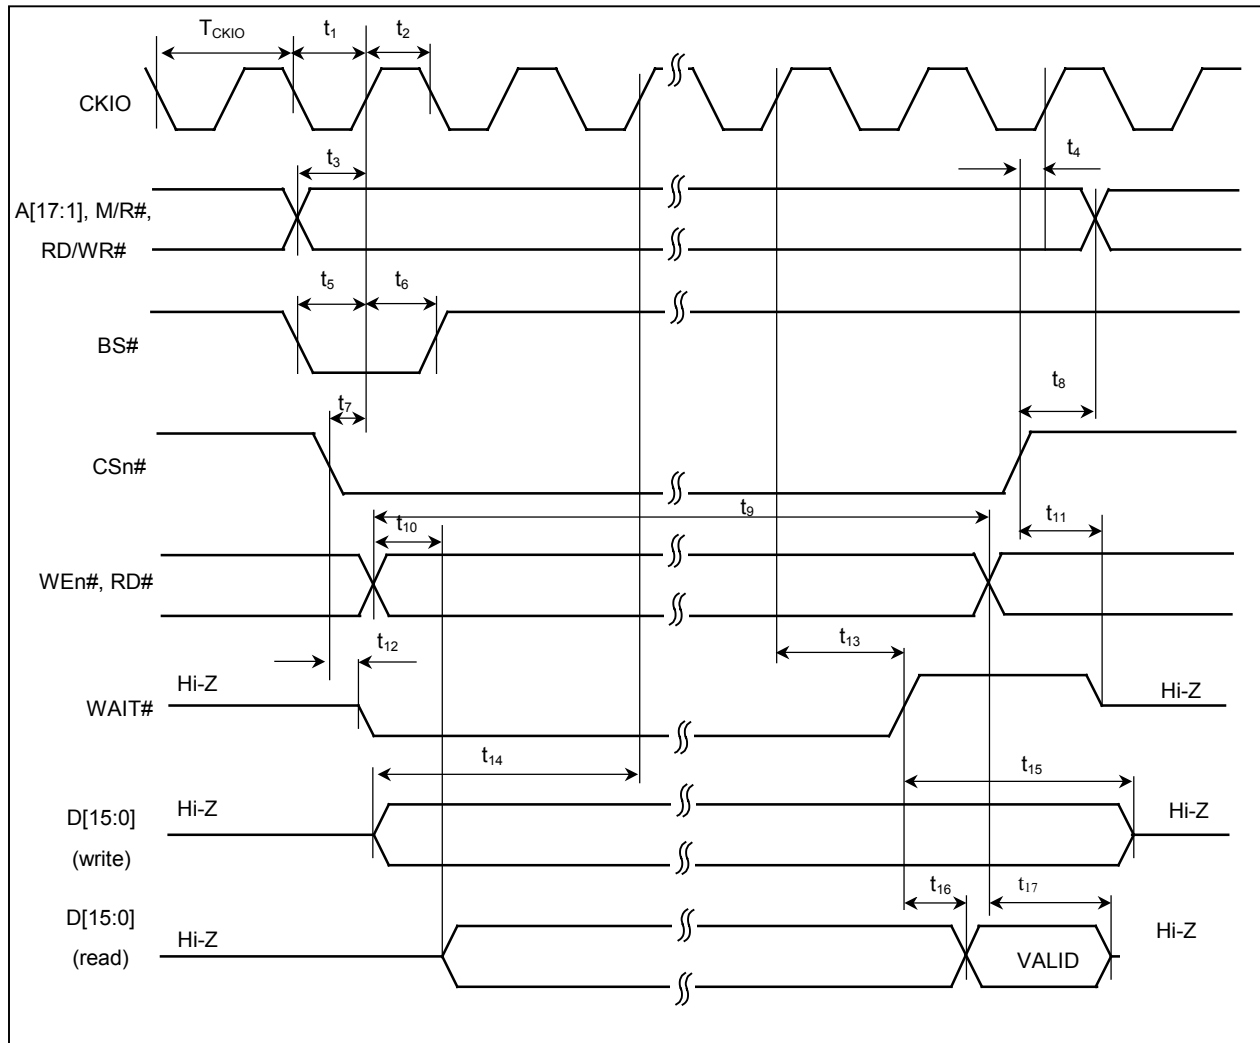 T_CKIO t₁ t₂
CKIO
t₃ t₄
A[17:1], M/R#,
RD/WR#
t₅ t₆
BS#
t₈
t₇
CSn#
t₉
t₁₀ t₁₁
WEn#, RD#
t₁₂ t₁₃
Hi-Z Hi-Z
WAIT#
t₁₄ t₁₅
Hi-Z Hi-Z
D[15:0]
(write)
t₁₆ t₁₇
D[15:0]
Hi-Z Hi-Z
(read) VALID